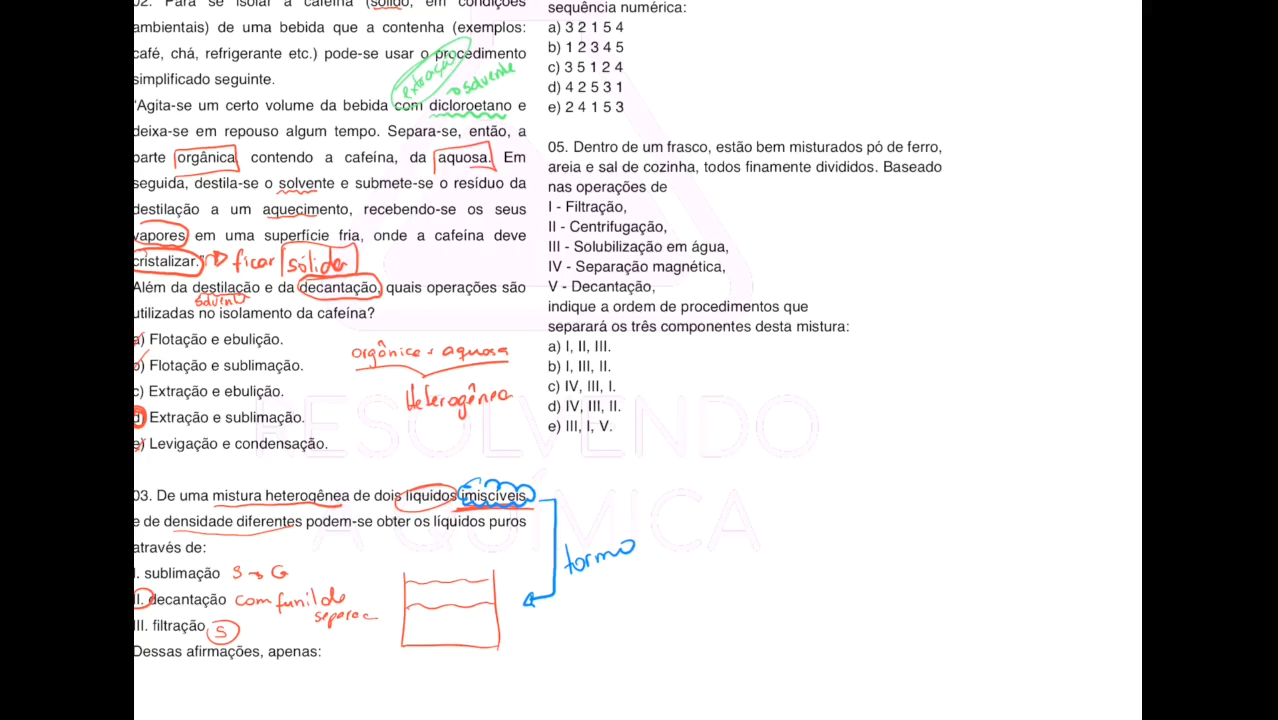 02. Para se isolar a cafeína (sólido, em condições
ambientais) de uma bebida que a contenha (exemplos:
café, chá, refrigerante etc.) pode-se usar o procedimento
simplificado seguinte.
extração
→ solvente
"Agita-se um certo volume da bebida com dicloroetano e
deixa-se em repouso algum tempo. Separa-se, então, a
parte orgânica, contendo a cafeína, da aquosa. Em
seguida, destila-se o solvente e submete-se o resíduo da
destilação a um aquecimento, recebendo-se os seus
vapores em uma superfície fria, onde a cafeína deve
cristalizar." → ficar sólida
Além da destilação e da decantação, quais operações são
solvent
utilizadas no isolamento da cafeína?
a) Flotação e ebulição.
b) Flotação e sublimação.
c) Extração e ebulição.
d) Extração e sublimação.
e) Levigação e condensação.
orgânica + aquosa
Heterogênea
03. De uma mistura heterogênea de dois líquidos imiscíveis
e de densidade diferentes podem-se obter os líquidos puros
através de:
I. sublimação S → G
II. decantação com funil de
separac
III. filtração S
Dessas afirmações, apenas:
torno
sequência numérica:
a) 3 2 1 5 4
b) 1 2 3 4 5
c) 3 5 1 2 4
d) 4 2 5 3 1
e) 2 4 1 5 3
05. Dentro de um frasco, estão bem misturados pó de ferro,
areia e sal de cozinha, todos finamente divididos. Baseado
nas operações de
I - Filtração,
II - Centrifugação,
III - Solubilização em água,
IV - Separação magnética,
V - Decantação,
indique a ordem de procedimentos que
separará os três componentes desta mistura:
a) I, II, III.
b) I, III, II.
c) IV, III, I.
d) IV, III, II.
e) III, I, V.
RESOLVENDO
A QUÍMICA